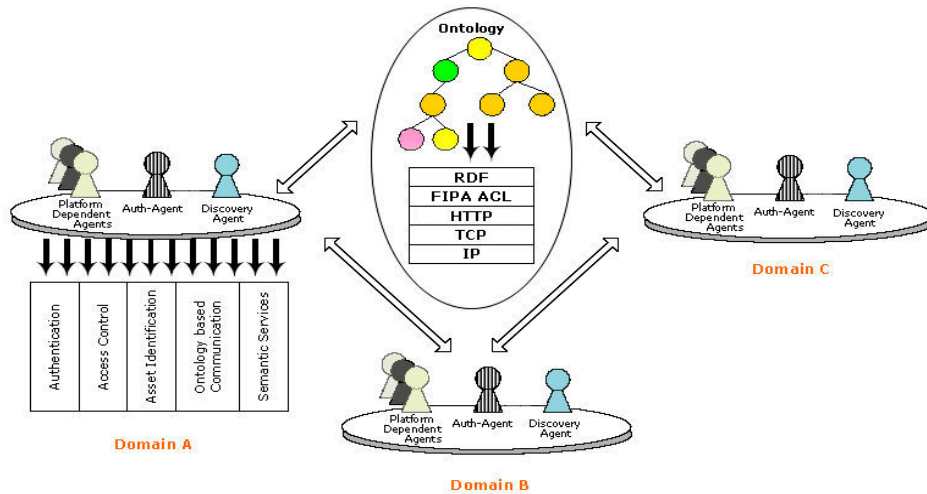 Ontology
RDF
FIPA ACL
HTTP
TCP
IP
Platform
Dependent
Agents
Auth-Agent
Discovery
Agent
Authentication
Access Control
Asset Identification
Ontology based
Communication
Semantic Services
Domain A
Platform
Dependent
Agents
Auth-Agent
Discovery
Agent
Domain C
Platform
Dependent
Agents
Auth-Agent
Discovery
Agent
Domain B